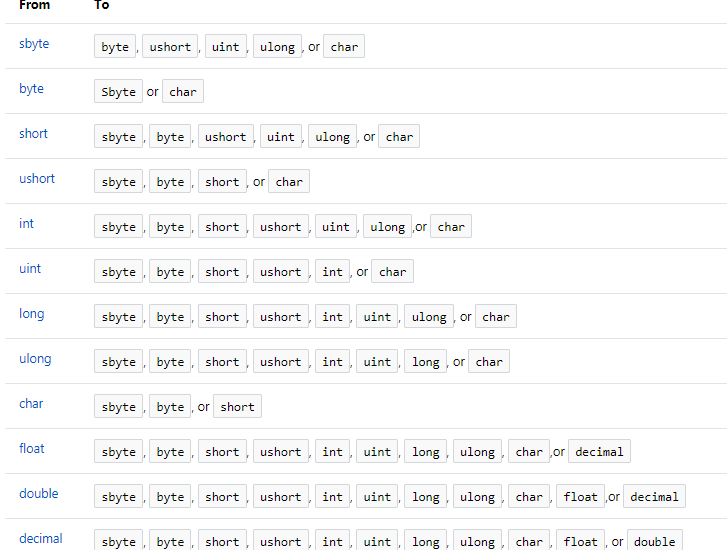 From To
sbyte byte, ushort, uint, ulong, or char
byte Sbyte or char
short sbyte, byte, ushort, uint, ulong, or char
ushort sbyte, byte, short, or char
int sbyte, byte, short, ushort, uint, ulong,or char
uint sbyte, byte, short, ushort, int, or char
long sbyte, byte, short, ushort, int, uint, ulong, or char
ulong sbyte, byte, short, ushort, int, uint, long, or char
char sbyte, byte, or short
float sbyte, byte, short, ushort, int, uint, long, ulong, char,or decimal
double sbyte, byte, short, ushort, int, uint, long, ulong, char, float,or decimal
decimal sbyte, byte, short, ushort, int, uint, long, ulong, char, float, or double